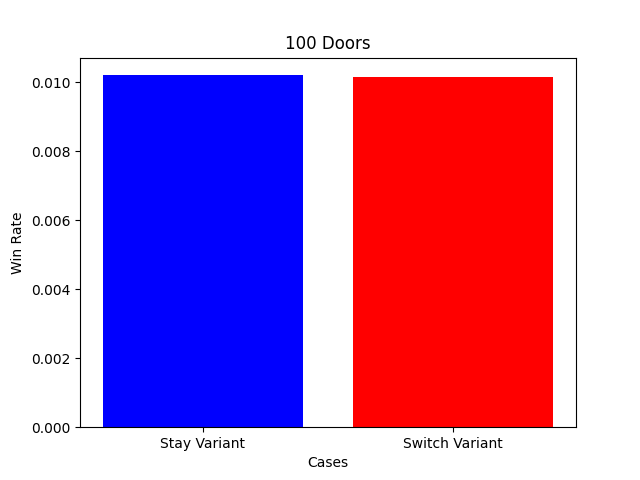 100 Doors
Win Rate
0.010
0.008
0.006
0.004
0.002
0.000
Stay Variant
Switch Variant
Cases